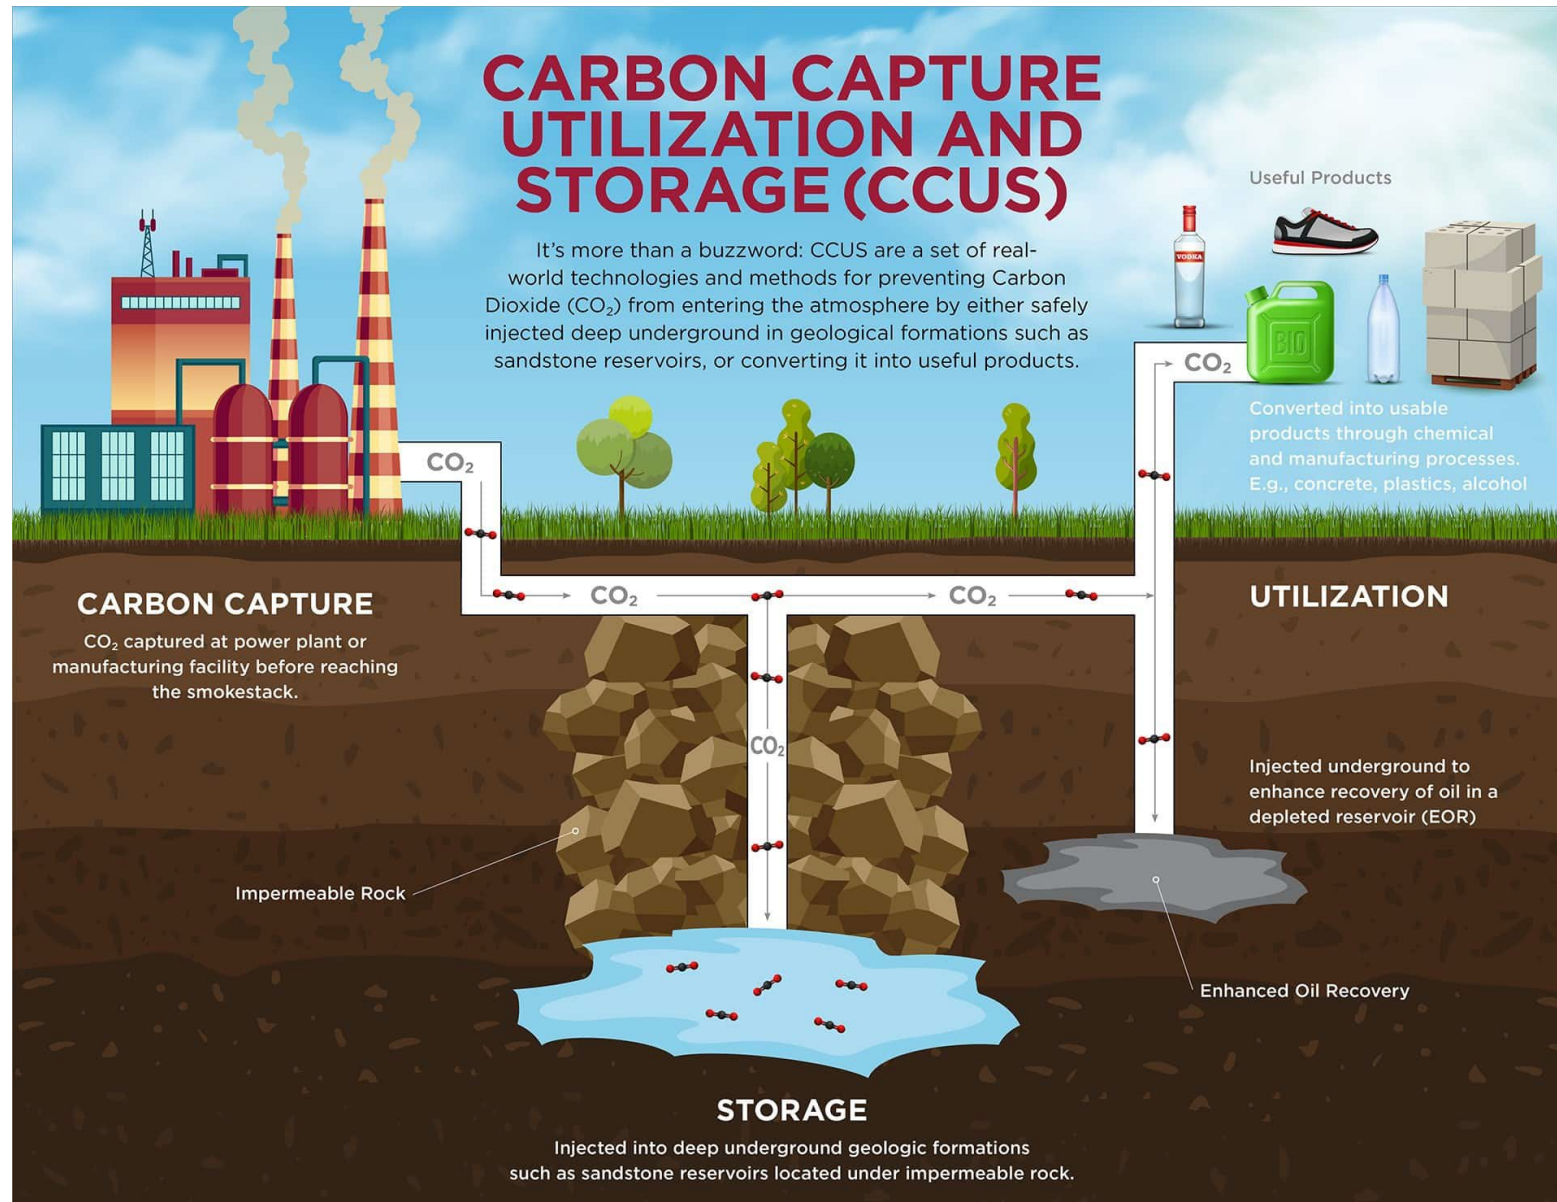 CARBON CAPTURE
UTILIZATION AND
STORAGE (CCUS)
It's more than a buzzword: CCUS are a set of real-
world technologies and methods for preventing Carbon
Dioxide (CO₂) from entering the atmosphere by either safely
injected deep underground in geological formations such as
sandstone reservoirs, or converting it into useful products.
Useful Products
VODKA
BIO
CO₂
Converted into usable
products through chemical
and manufacturing processes.
E.g., concrete, plastics, alcohol
CO₂
CARBON CAPTURE
CO₂ captured at power plant or
manufacturing facility before reaching
the smokestack.
CO₂
CO₂
UTILIZATION
CO₂
Injected underground to
enhance recovery of oil in a
depleted reservoir (EOR)
Impermeable Rock
Enhanced Oil Recovery
STORAGE
Injected into deep underground geologic formations
such as sandstone reservoirs located under impermeable rock.